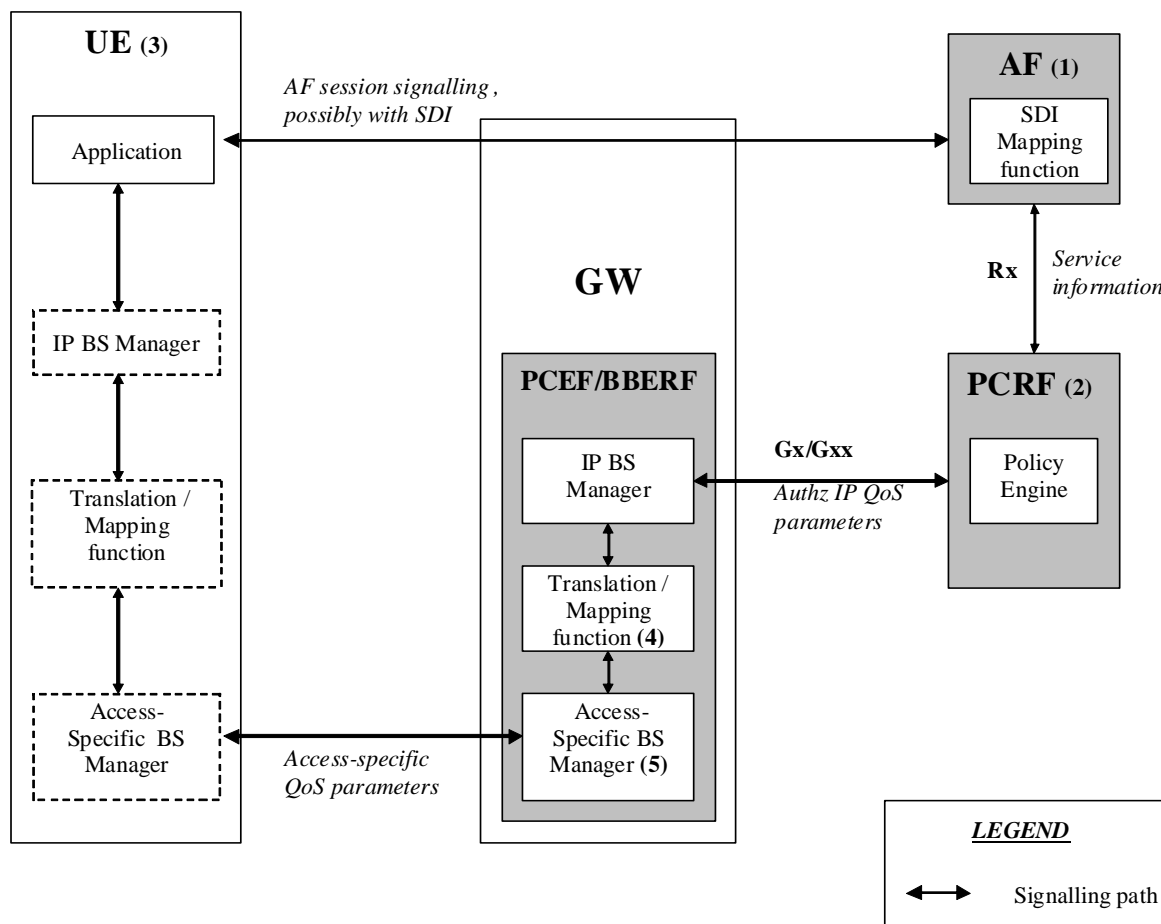 UE (3)
AF (1)
AF session signalling ,
possibly with SDI
SDI
Mapping
function
Application
GW
Rx
Service
information
IP BS Manager
PCEF/BBERF
PCRF (2)
IP BS
Manager
Gx/Gxx
Authz IP QoS
parameters
Policy
Engine
Translation /
Mapping
function
Translation /
Mapping
function (4)
Access-
Specific BS
Manager
Access-specific
QoS parameters
Access-
Specific BS
Manager (5)
LEGEND
Signalling path